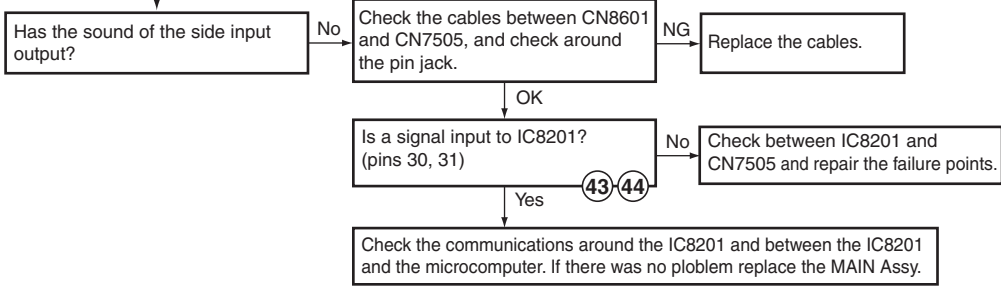 Has the sound of the side input
output?
No
Check the cables between CN8601
and CN7505, and check around
the pin jack.
NG
Replace the cables.
OK
Is a signal input to IC8201?
(pins 30, 31)
No
Check between IC8201 and
CN7505 and repair the failure points.
43 44
Yes
Check the communications around the IC8201 and between the IC8201
and the microcomputer. If there was no ploblem replace the MAIN Assy.